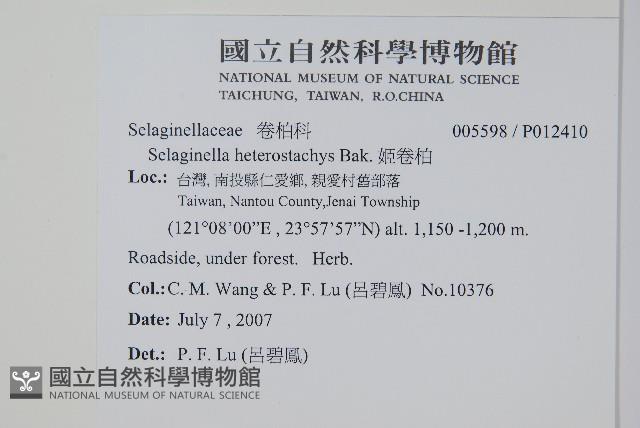 國立自然科學博物館
NATIONAL MUSEUM OF NATURAL SCIENCE
TAICHUNG, TAIWAN, R.O.CHINA
Selaginellaceae 卷柏科 005598 / P012410
Selaginella heterostachys Bak. 姬卷柏
Loc.: 台灣, 南投縣仁愛鄉, 親愛村舊部落
Taiwan, Nantou County,Jenai Township
(121°08'00”E , 23°57'57”N) alt. 1,150 -1,200 m.
Roadside, under forest. Herb.
Col.: C. M. Wang & P. F. Lu (呂碧鳳) No.10376
Date: July 7 , 2007
Det.: P. F. Lu (呂碧鳳)
國立自然科學博物館
NATIONAL MUSEUM OF NATURAL SCIENCE